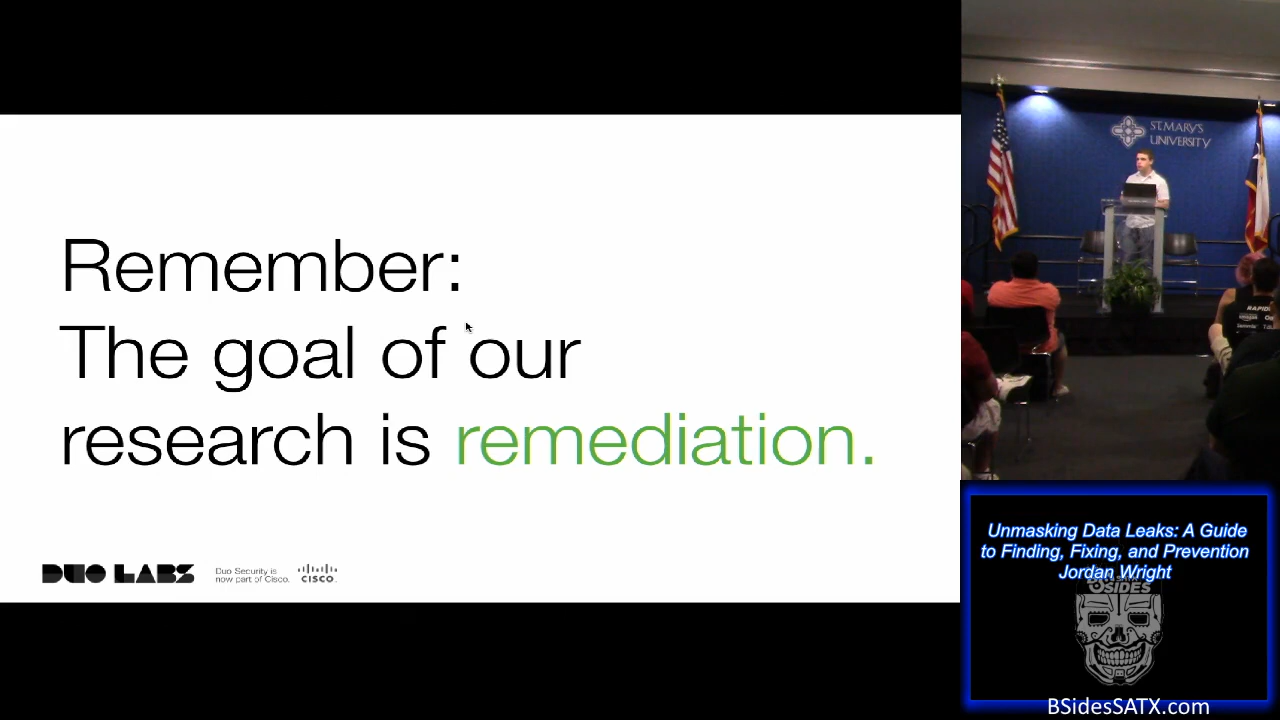 Remember:
The goal of our
research is remediation.
DUO LABS
Duo Security is
now part of Cisco.
CISCO
ST. MARY'S
UNIVERSITY
RAPID
Unmasking Data Leaks: A Guide
to Finding, Fixing, and Prevention
Jordan Wright
BSIDES
BSidesSATX.com